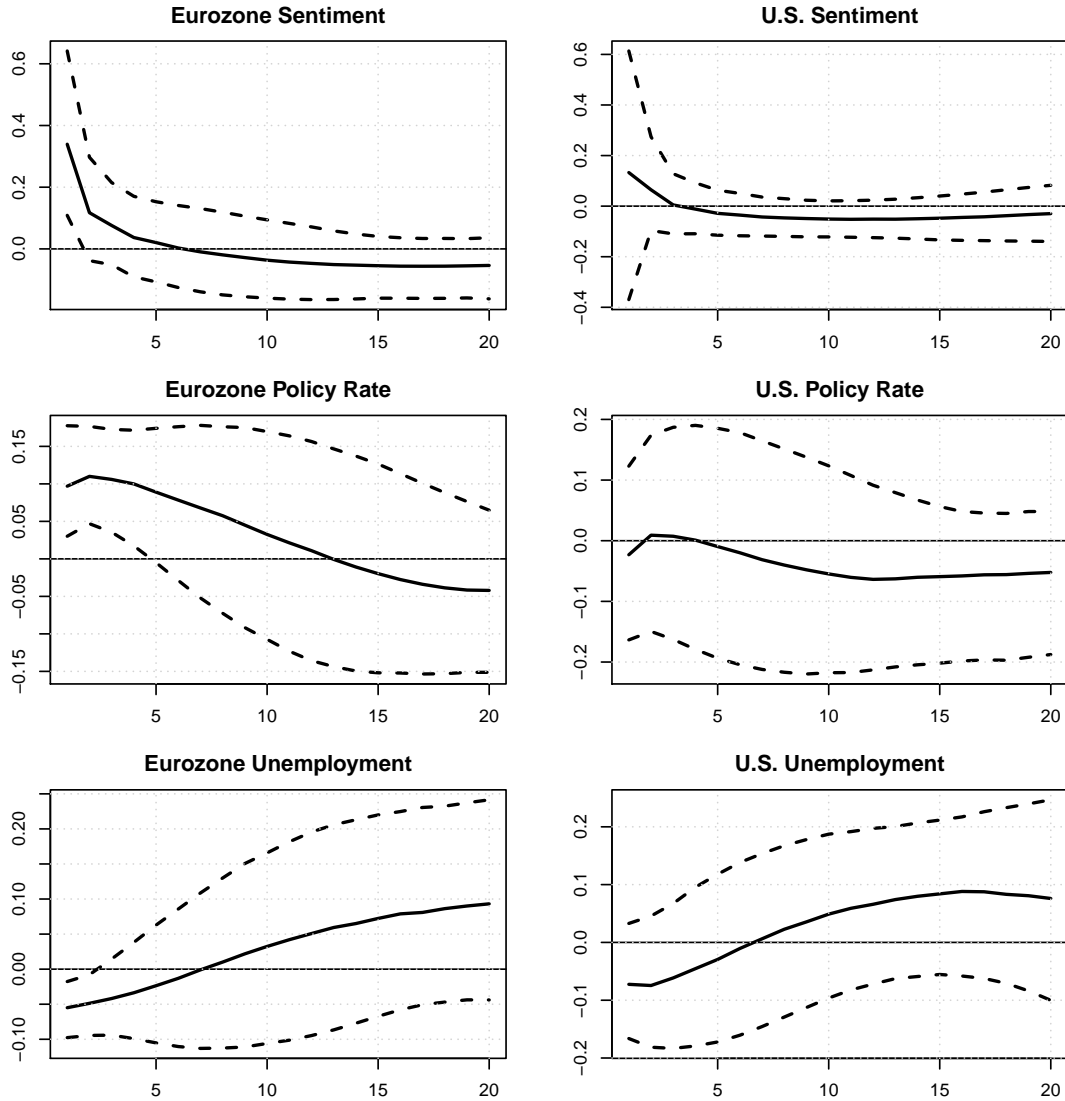 Eurozone Sentiment
0.6
0.4
0.2
0.0
5 10 15 20
U.S. Sentiment
0.6
0.4
0.2
0.0
−0.2
−0.4
5 10 15 20
Eurozone Policy Rate
0.15
0.05
−0.05
−0.15
5 10 15 20
U.S. Policy Rate
0.2
0.1
0.0
−0.1
−0.2
5 10 15 20
Eurozone Unemployment
0.20
0.10
0.00
−0.10
5 10 15 20
U.S. Unemployment
0.2
0.1
0.0
−0.1
−0.2
5 10 15 20